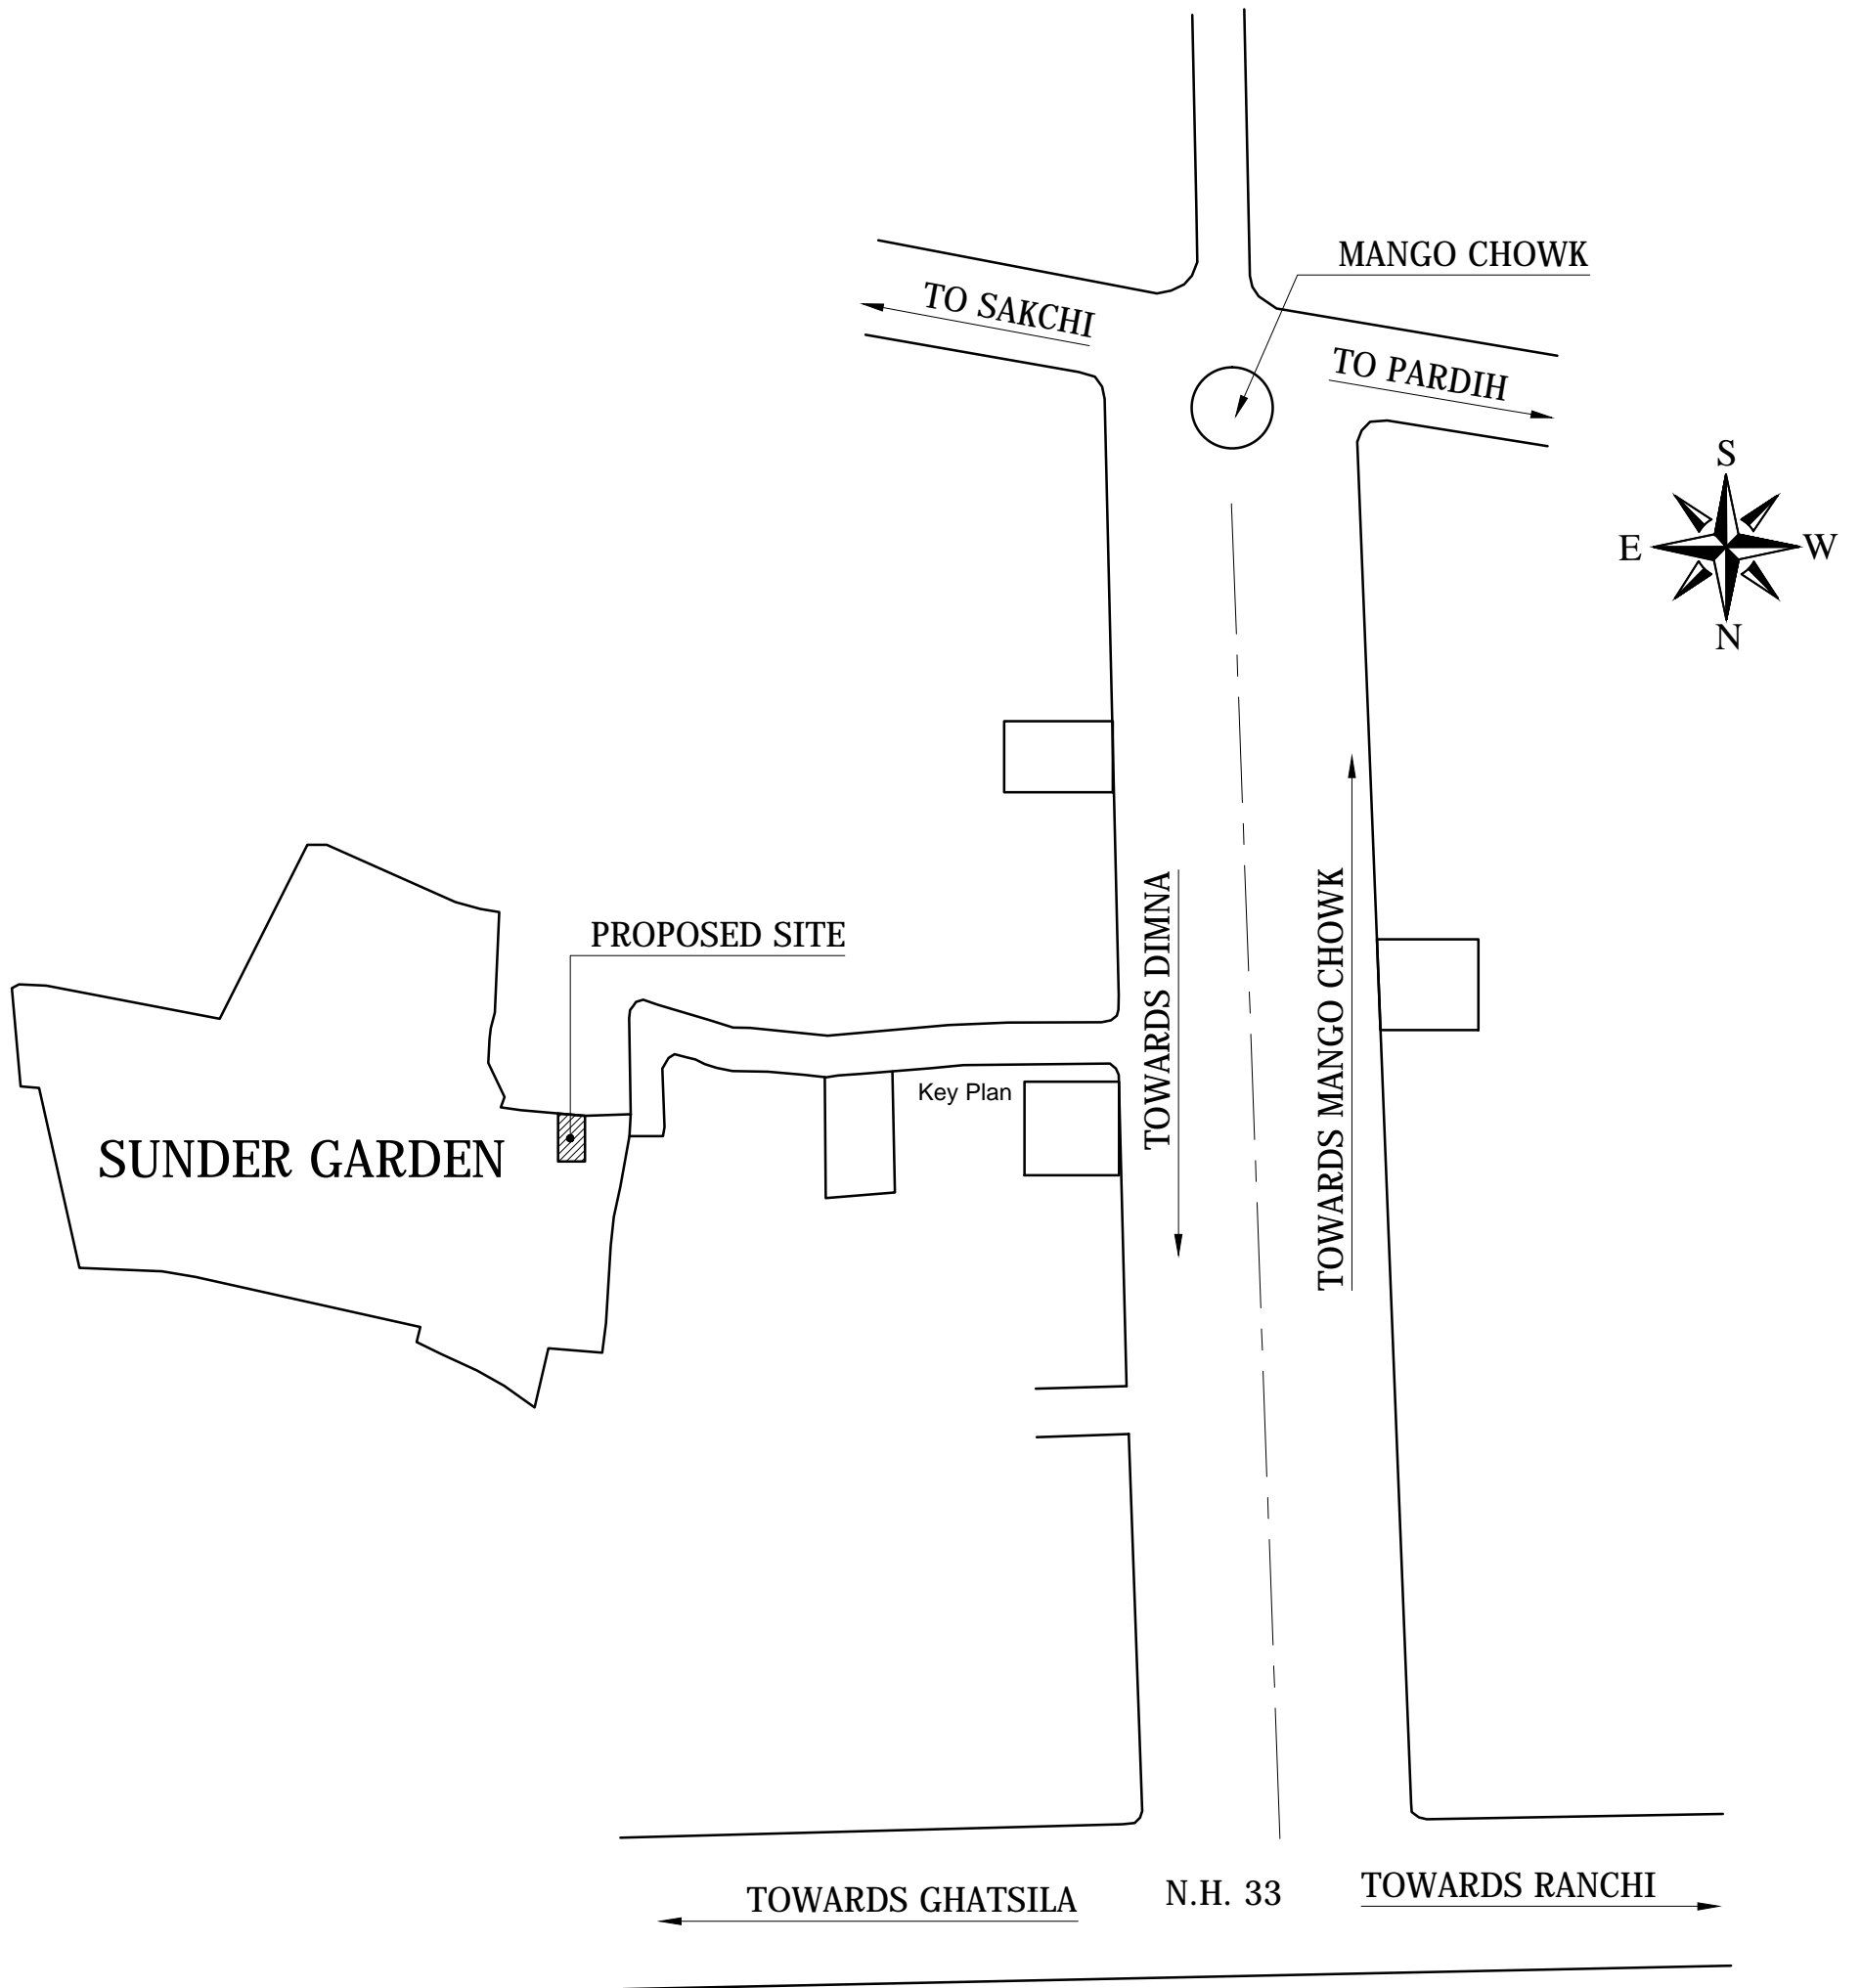 MANGO CHOWK
TO SAKCHI
TO PARDIH
S
E
W
N
TOWARDS DIMNA
TOWARDS MANGO CHOWK
PROPOSED SITE
Key Plan
SUNDER GARDEN
TOWARDS GHATSILA
N.H. 33
TOWARDS RANCHI